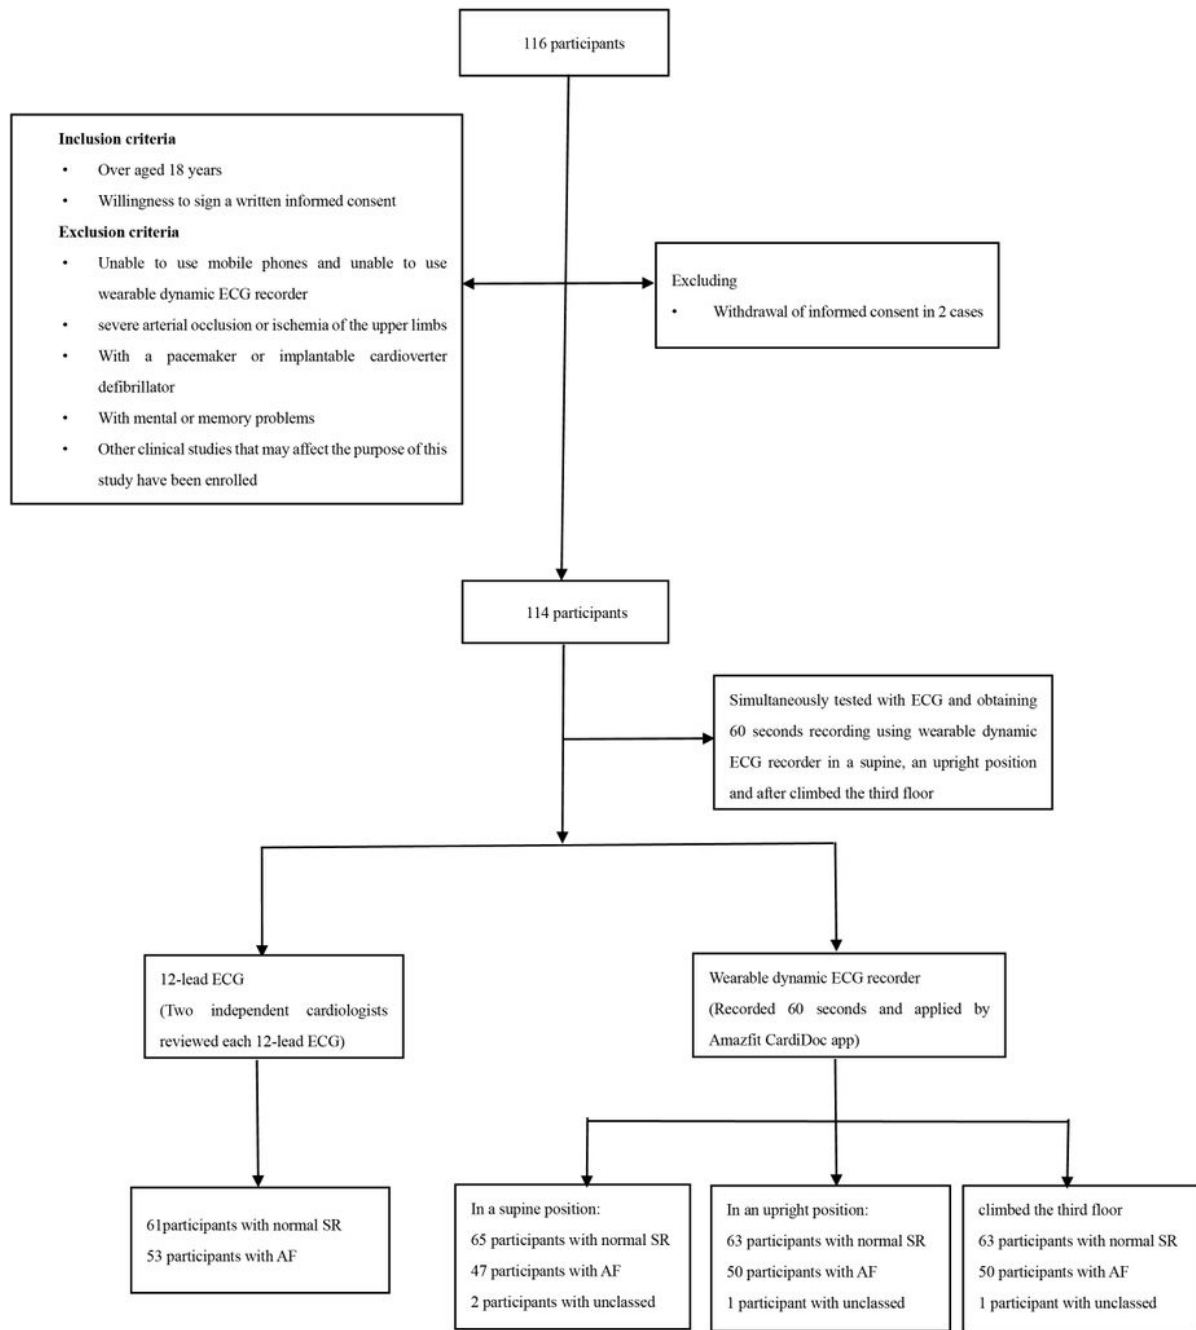 116 participants
Inclusion criteria
• Over aged 18 years
• Willingness to sign a written informed consent
Exclusion criteria
• Unable to use mobile phones and unable to use
wearable dynamic ECG recorder
• severe arterial occlusion or ischemia of the upper limbs
• With a pacemaker or implantable cardioverter
defibrillator
• With mental or memory problems
• Other clinical studies that may affect the purpose of this
study have been enrolled
Excluding
• Withdrawal of informed consent in 2 cases
114 participants
Simultaneously tested with ECG and obtaining
60 seconds recording using wearable dynamic
ECG recorder in a supine, an upright position
and after climbed the third floor
12-lead ECG
(Two independent cardiologists
reviewed each 12-lead ECG)
Wearable dynamic ECG recorder
(Recorded 60 seconds and applied by
Amazfit CardiDoc app)
61participants with normal SR
53 participants with AF
In a supine position:
65 participants with normal SR
47 participants with AF
2 participants with unclassed
In an upright position:
63 participants with normal SR
50 participants with AF
1 participant with unclassed
climbed the third floor
63 participants with normal SR
50 participants with AF
1 participant with unclassed